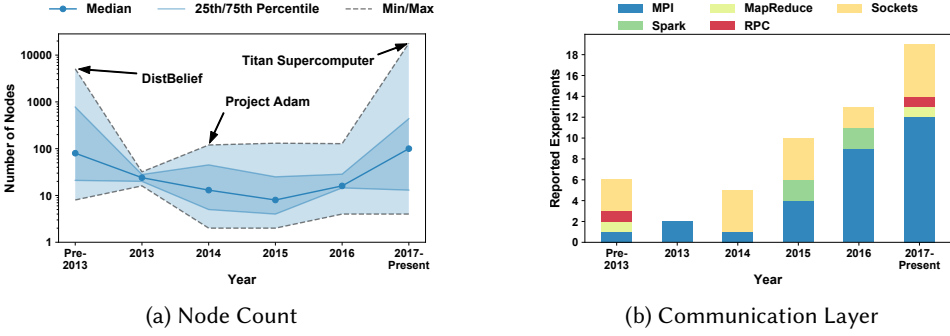 Median 25th/75th Percentile Min/Max
10000
1000
100
10
1
Number of Nodes
DistBelief
Project Adam
Titan Supercomputer
Pre-2013 2013 2014 2015 2016 2017-Present
Year
(a) Node Count
MPI MapReduce Sockets
Spark RPC
18
16
14
12
10
8
6
4
2
0
Reported Experiments
Pre-2013 2013 2014 2015 2016 2017-Present
Year
(b) Communication Layer